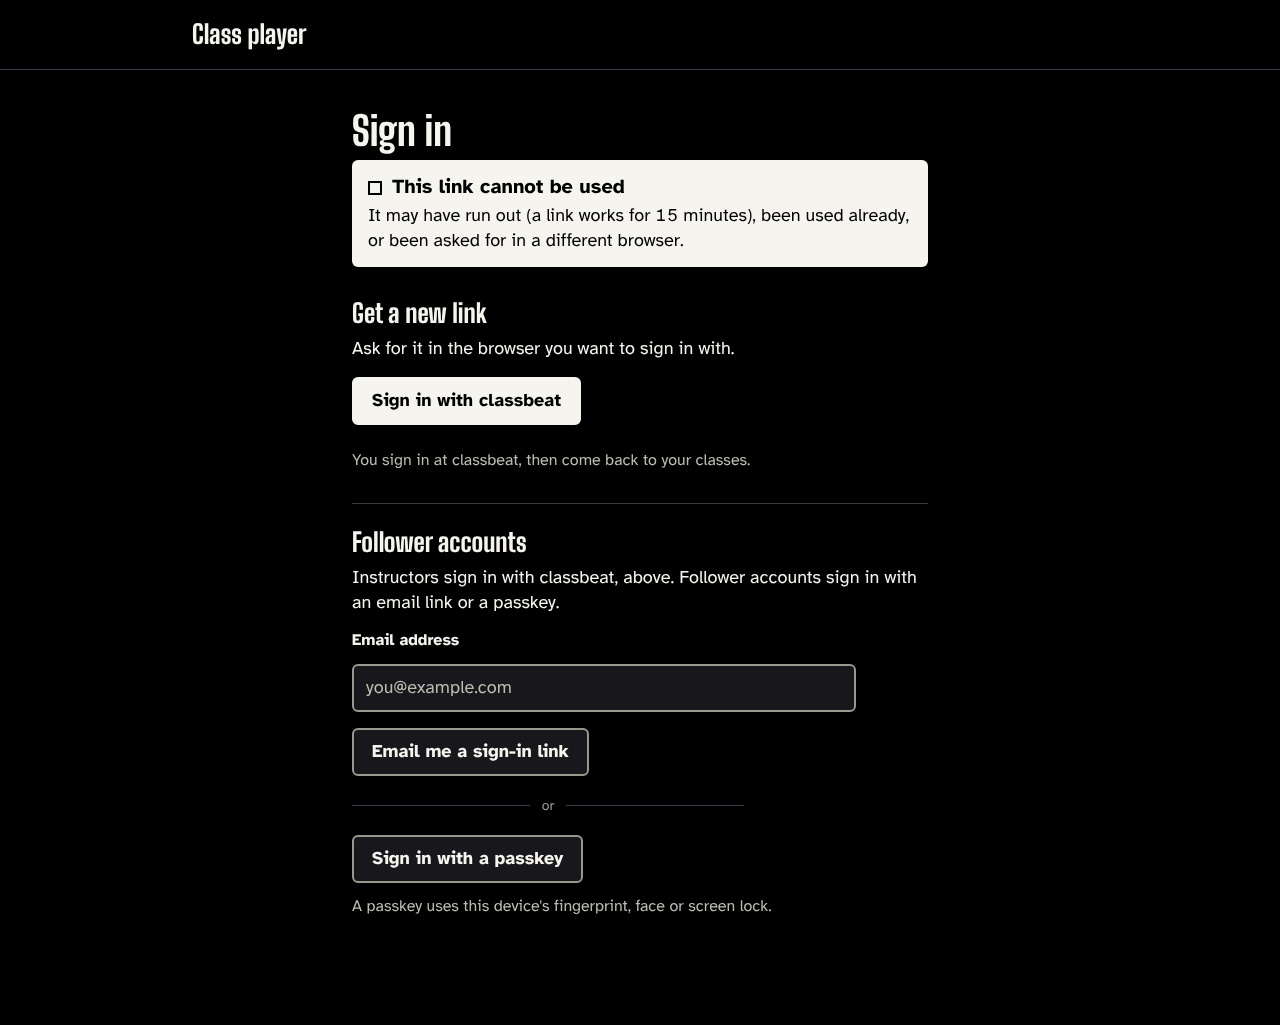 Class player
Sign in
This link cannot be used
It may have run out (a link works for 15 minutes), been used already,
or been asked for in a different browser.
Get a new link
Ask for it in the browser you want to sign in with.
Sign in with classbeat
You sign in at classbeat, then come back to your classes.
Follower accounts
Instructors sign in with classbeat, above. Follower accounts sign in with
an email link or a passkey.
Email address
you@example.com
Email me a sign-in link
or
Sign in with a passkey
A passkey uses this device's fingerprint, face or screen lock.